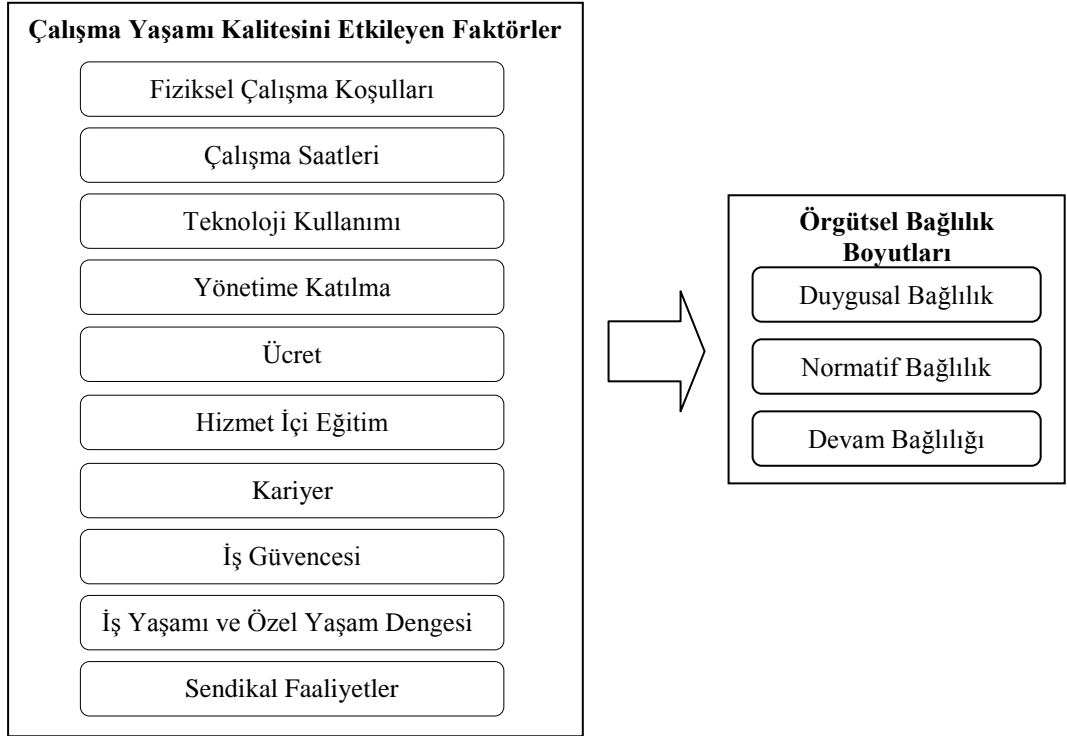 Çalışma Yaşamı Kalitesini Etkileyen Faktörler
Fiziksel Çalışma Koşulları
Çalışma Saatleri
Teknoloji Kullanımı
Yönetime Katılma
Ücret
Hizmet İçi Eğitim
Kariyer
İş Güvencesi
İş Yaşamı ve Özel Yaşam Dengesi
Sendikal Faaliyetler
Örgütsel Bağlılık
Boyutları
Duygusal Bağlılık
Normatif Bağlılık
Devam Bağlılığı